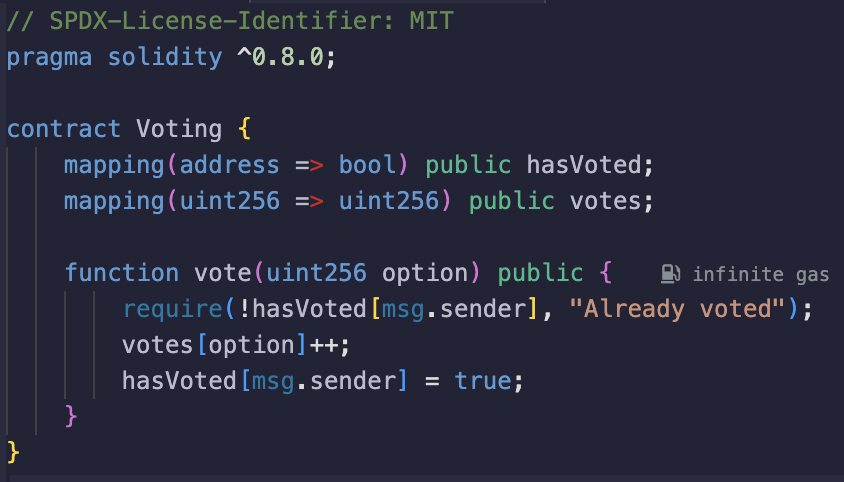 // SPDX-License-Identifier: MIT
pragma solidity ^0.8.0;

contract Voting {
    mapping(address => bool) public hasVoted;
    mapping(uint256 => uint256) public votes;

    function vote(uint256 option) public {    infinite gas
        require(!hasVoted[msg.sender], "Already voted");
        votes[option]++;
        hasVoted[msg.sender] = true;
    }
}